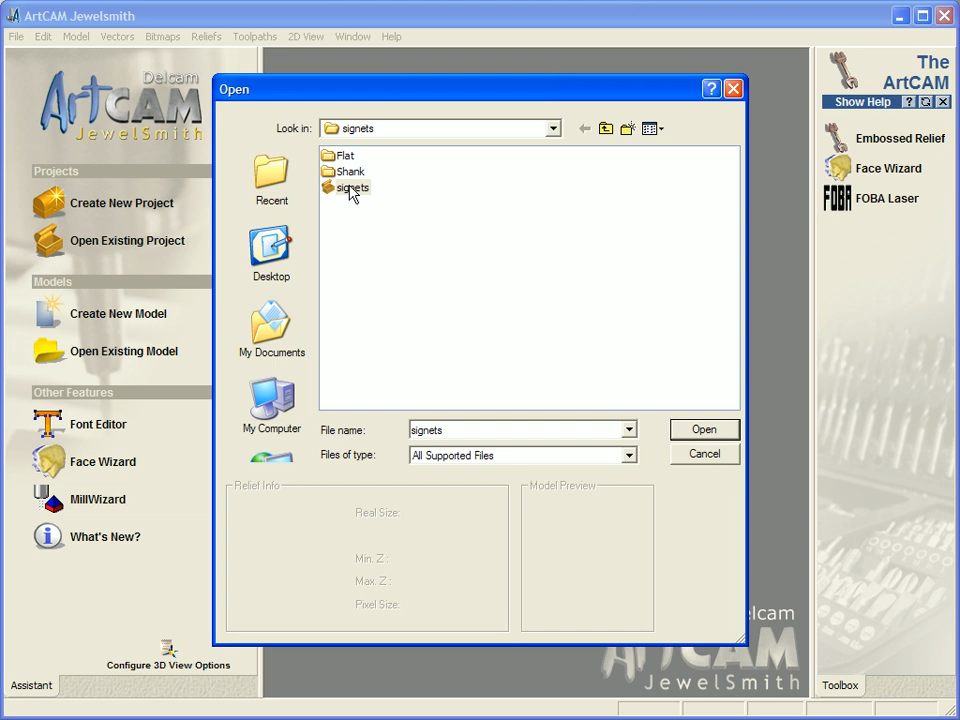 ArtCAM Jewelsmith
File Edit Model Vectors Bitmaps Reliefs Toolpaths 2D View Window Help
Delcam
ArtCAM
JewelSmith
Projects
Create New Project
Open Existing Project
Models
Create New Model
Open Existing Model
Other Features
Font Editor
Face Wizard
MillWizard
What's New?
Configure 3D View Options
Assistant
Open
Look in: signets
Flat
Shank
signets
Recent
Desktop
My Documents
My Computer
File name: signets Open
Files of type: All Supported Files Cancel
Relief Info
Real Size:
Min. Z :
Max. Z :
Pixel Size:
Model Preview
elcam
ArtCAM
JewelSmith
The
ArtCAM
Show Help ?
Embossed Relief
Face Wizard
FOBA FOBA Laser
Toolbox